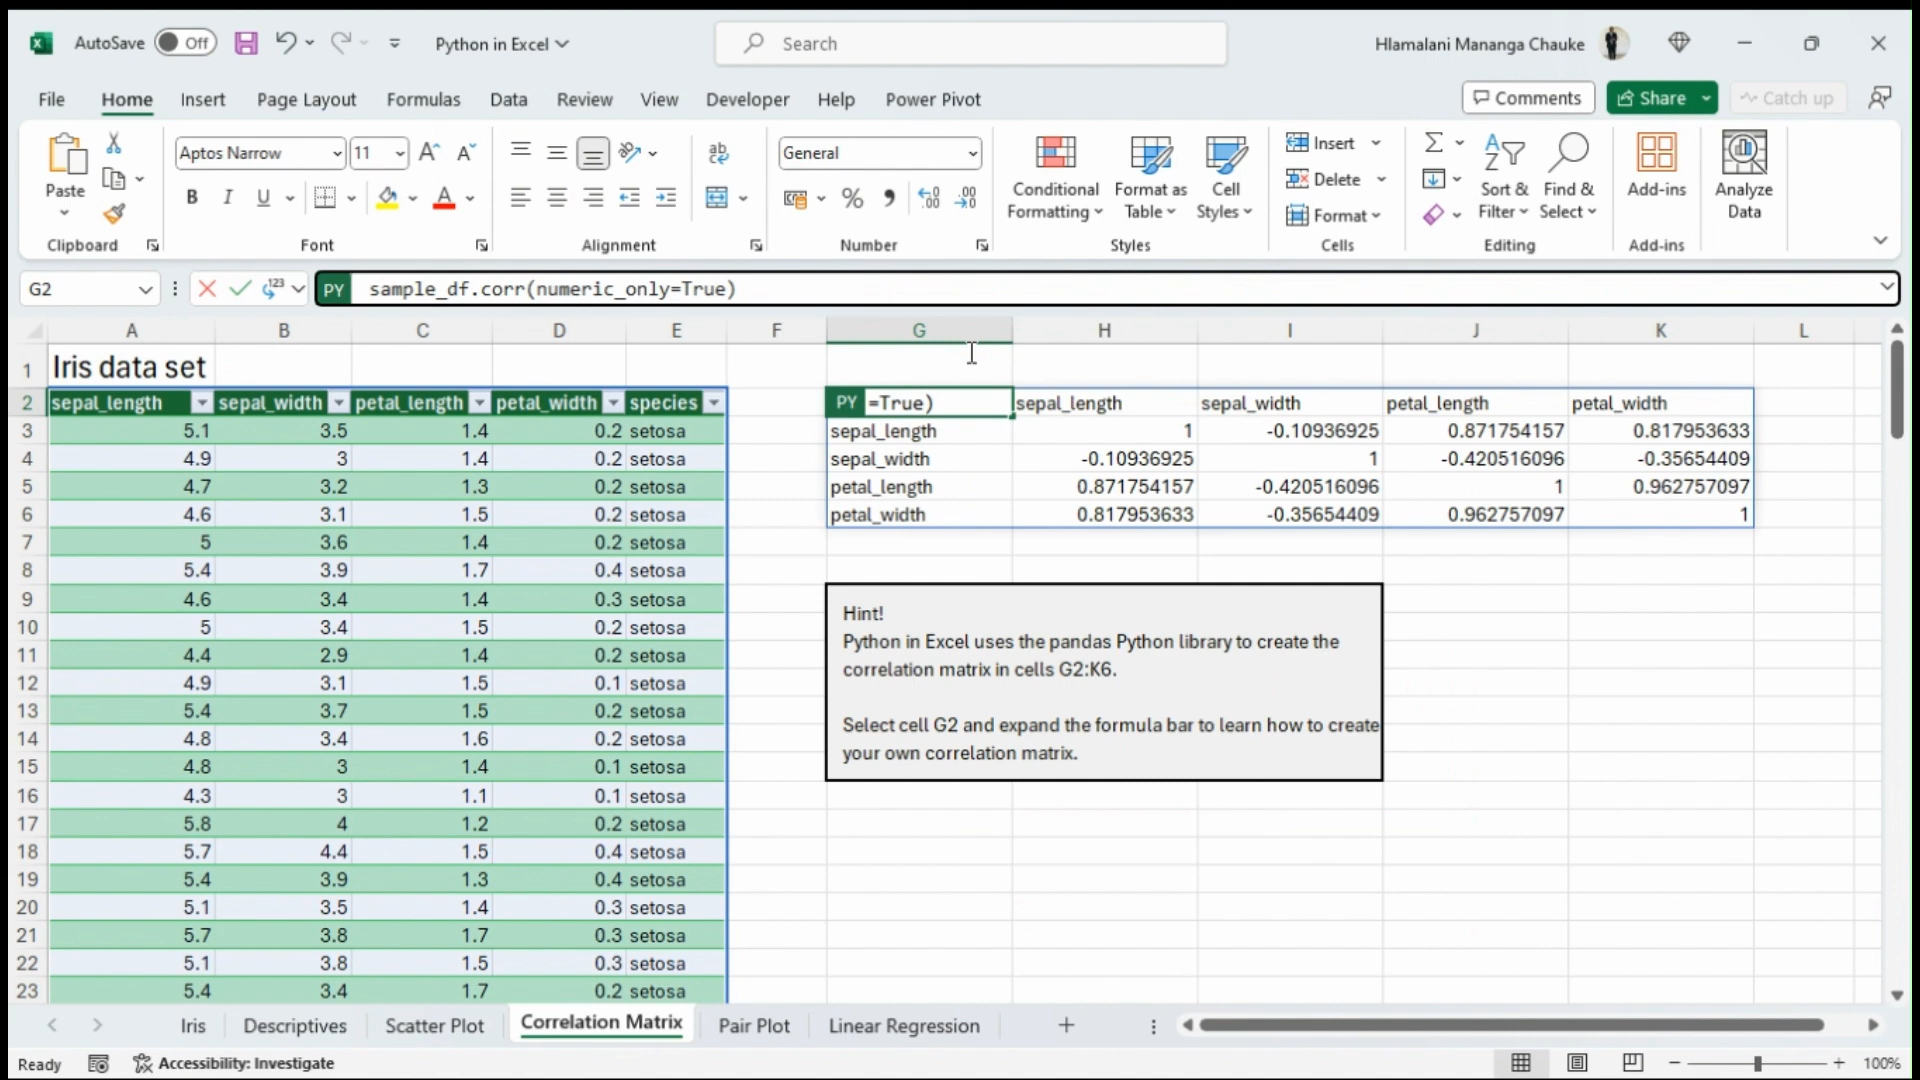 AutoSave Off Python in Excel Search Hlamalani Mananga Chauke
File Home Insert Page Layout Formulas Data Review View Developer Help Power Pivot Comments Share Catch up
Paste
Clipboard
Aptos Narrow 11
B I U A
Font
ab
Alignment
General
% 9 .00 .00
Number
Conditional Formatting
Format as Table
Cell Styles
Styles
Insert
Delete
Format
Cells
Sort & Filter
Find & Select
Editing
Add-ins
Add-ins
Analyze Data
G2 PY sample_df.corr(numeric_only=True)
A B C D E F G H I J K L
1 Iris data set
2 sepal_length sepal_width petal_length petal_width species PY =True) sepal_length sepal_width petal_length petal_width
3 5.1 3.5 1.4 0.2 setosa sepal_length 1 -0.10936925 0.871754157 0.817953633
4 4.9 3 1.4 0.2 setosa sepal_width -0.10936925 1 -0.420516096 -0.35654409
5 4.7 3.2 1.3 0.2 setosa petal_length 0.871754157 -0.420516096 1 0.962757097
6 4.6 3.1 1.5 0.2 setosa petal_width 0.817953633 -0.35654409 0.962757097 1
7 5 3.6 1.4 0.2 setosa
8 5.4 3.9 1.7 0.4 setosa
9 4.6 3.4 1.4 0.3 setosa
10 5 3.4 1.5 0.2 setosa
11 4.4 2.9 1.4 0.2 setosa
12 4.9 3.1 1.5 0.1 setosa
13 5.4 3.7 1.5 0.2 setosa
14 4.8 3.4 1.6 0.2 setosa
15 4.8 3 1.4 0.1 setosa
16 4.3 3 1.1 0.1 setosa
17 5.8 4 1.2 0.2 setosa
18 5.7 4.4 1.5 0.4 setosa
19 5.4 3.9 1.3 0.4 setosa
20 5.1 3.5 1.4 0.3 setosa
21 5.7 3.8 1.7 0.3 setosa
22 5.1 3.8 1.5 0.3 setosa
23 5.4 3.4 1.7 0.2 setosa
Hint!
Python in Excel uses the pandas Python library to create the
correlation matrix in cells G2:K6.
Select cell G2 and expand the formula bar to learn how to create
your own correlation matrix.
Iris Descriptives Scatter Plot Correlation Matrix Pair Plot Linear Regression
Ready Accessibility: Investigate 100%